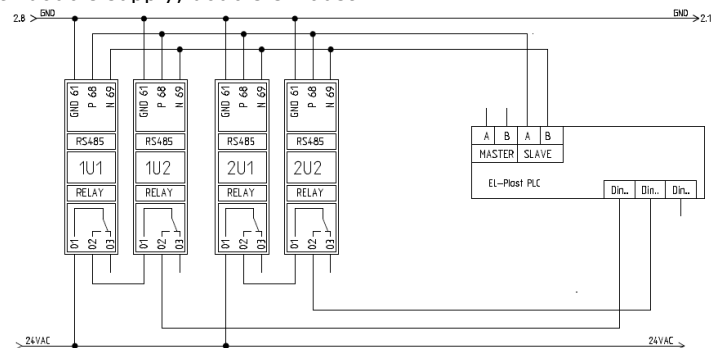 2.8 GND GND 2.1
GND 61 P 68 N 69 GND 61 P 68 N 69 GND 61 P 68 N 69 GND 61 P 68 N 69
A B A B
RS485 RS485 RS485 RS485
MASTER SLAVE
1U1 1U2 2U1 2U2
EL-Plast PLC
RELAY RELAY RELAY RELAY
Din.. Din.. Din..
01 02 03 01 02 03 01 02 03 01 02 03
24VAC 24VAC